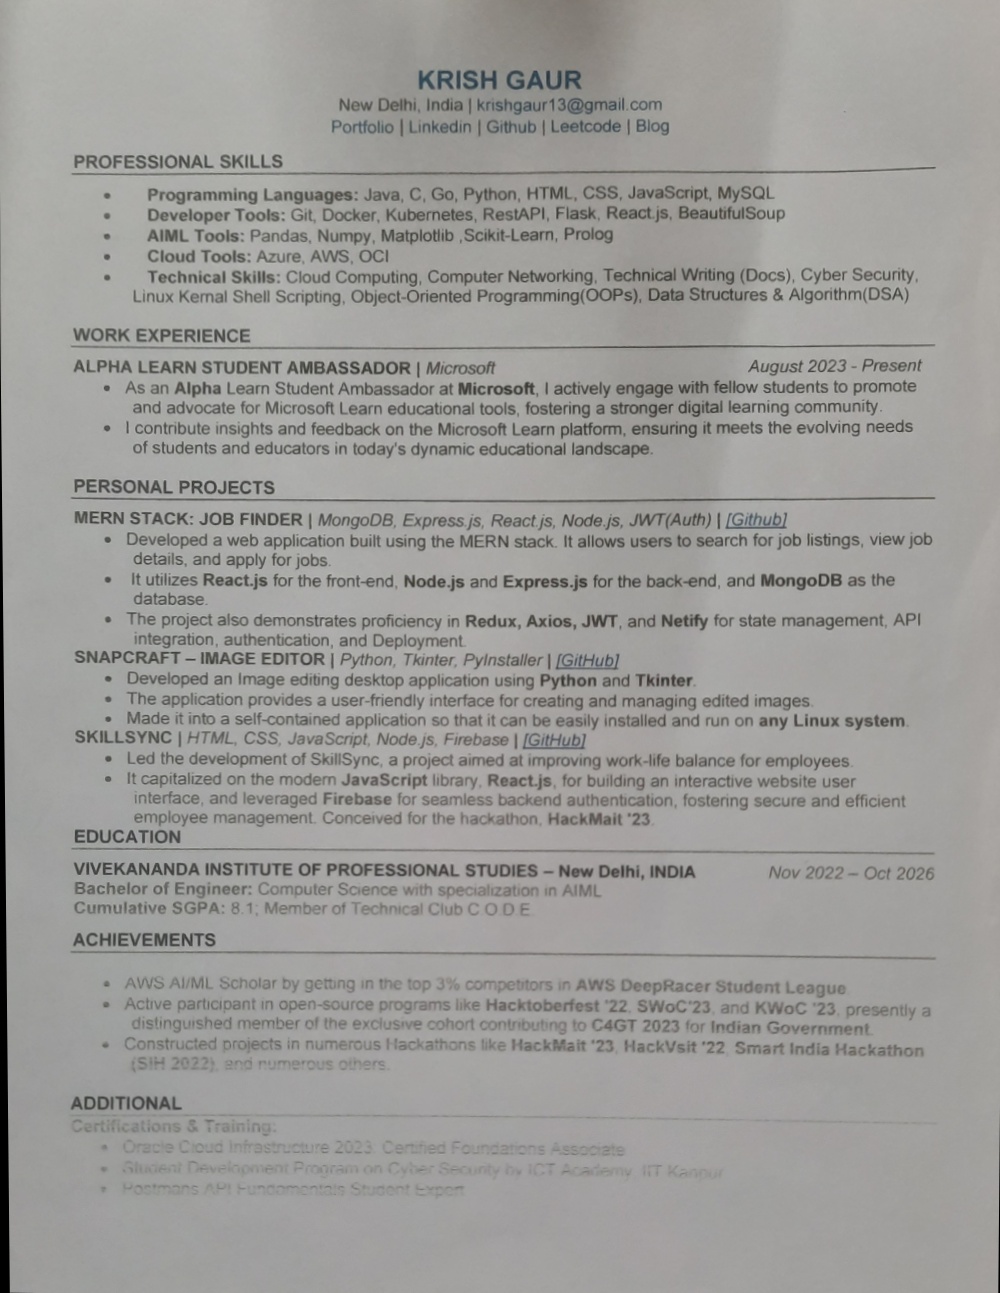 KRISH GAUR
New Delhi, India | krishgaur13@gmail.com
Portfolio | Linkedin | Github | Leetcode | Blog
PROFESSIONAL SKILLS
• Programming Languages: Java, C, Go, Python, HTML, CSS, JavaScript, MySQL
• Developer Tools: Git, Docker, Kubernetes, RestAPI, Flask, React.js, BeautifulSoup
• AIML Tools: Pandas, Numpy, Matplotlib ,Scikit-Learn, Prolog
• Cloud Tools: Azure, AWS, OCI
• Technical Skills: Cloud Computing, Computer Networking, Technical Writing (Docs), Cyber Security,
Linux Kernal Shell Scripting, Object-Oriented Programming(OOPs), Data Structures & Algorithm(DSA)
WORK EXPERIENCE
ALPHA LEARN STUDENT AMBASSADOR | Microsoft August 2023 - Present
• As an Alpha Learn Student Ambassador at Microsoft, I actively engage with fellow students to promote
and advocate for Microsoft Learn educational tools, fostering a stronger digital learning community.
• I contribute insights and feedback on the Microsoft Learn platform, ensuring it meets the evolving needs
of students and educators in today's dynamic educational landscape.
PERSONAL PROJECTS
MERN STACK: JOB FINDER | MongoDB, Express.js, React.js, Node.js, JWT(Auth) | [Github]
• Developed a web application built using the MERN stack. It allows users to search for job listings, view job
details, and apply for jobs.
• It utilizes React.js for the front-end, Node.js and Express.js for the back-end, and MongoDB as the
database.
• The project also demonstrates proficiency in Redux, Axios, JWT, and Netify for state management, API
integration, authentication, and Deployment.
SNAPCRAFT – IMAGE EDITOR | Python, Tkinter, PyInstaller | [GitHub]
• Developed an Image editing desktop application using Python and Tkinter.
• The application provides a user-friendly interface for creating and managing edited images.
• Made it into a self-contained application so that it can be easily installed and run on any Linux system.
SKILLSYNC | HTML, CSS, JavaScript, Node.js, Firebase | [GitHub]
• Led the development of SkillSync, a project aimed at improving work-life balance for employees.
• It capitalized on the modern JavaScript library, React.js, for building an interactive website user
interface, and leveraged Firebase for seamless backend authentication, fostering secure and efficient
employee management. Conceived for the hackathon, HackMait '23.
EDUCATION
VIVEKANANDA INSTITUTE OF PROFESSIONAL STUDIES – New Delhi, INDIA Nov 2022 – Oct 2026
Bachelor of Engineer: Computer Science with specialization in AIML
Cumulative SGPA: 8.1; Member of Technical Club C.O.D.E
ACHIEVEMENTS
• AWS AI/ML Scholar by getting in the top 3% competitors in AWS DeepRacer Student League.
• Active participant in open-source programs like Hacktoberfest '22, SWoC'23, and KWoC '23, presently a
distinguished member of the exclusive cohort contributing to C4GT 2023 for Indian Government.
• Constructed projects in numerous Hackathons like HackMait '23, HackVsit '22, Smart India Hackathon
(SIH 2022), and numerous others.
ADDITIONAL
Certifications & Training:
• Oracle Cloud Infrastructure 2023, Certified Foundations Associate
• Student Development Program on Cyber Security by ICT Academy, IIT Kanpur
• Postmans API Fundamentals Student Expert